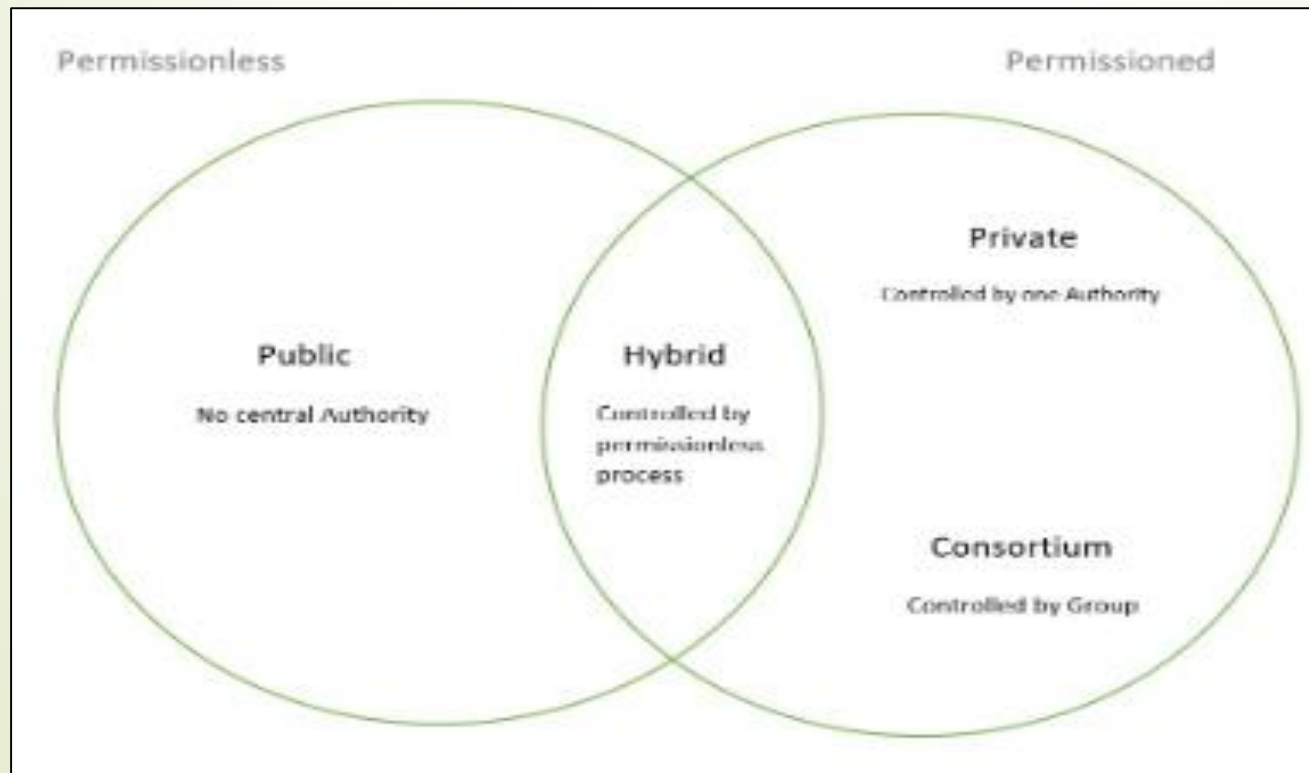 Permissionless
Permissioned
Public
No central Authority
Hybrid
Controlled by
permissionless
process
Private
Controlled by one Authority
Consortium
Controlled by Group